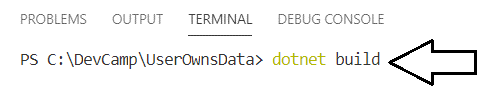 PROBLEMS OUTPUT TERMINAL DEBUG CONSOLE
PS C:\DevCamp\UserOwnsData> dotnet build